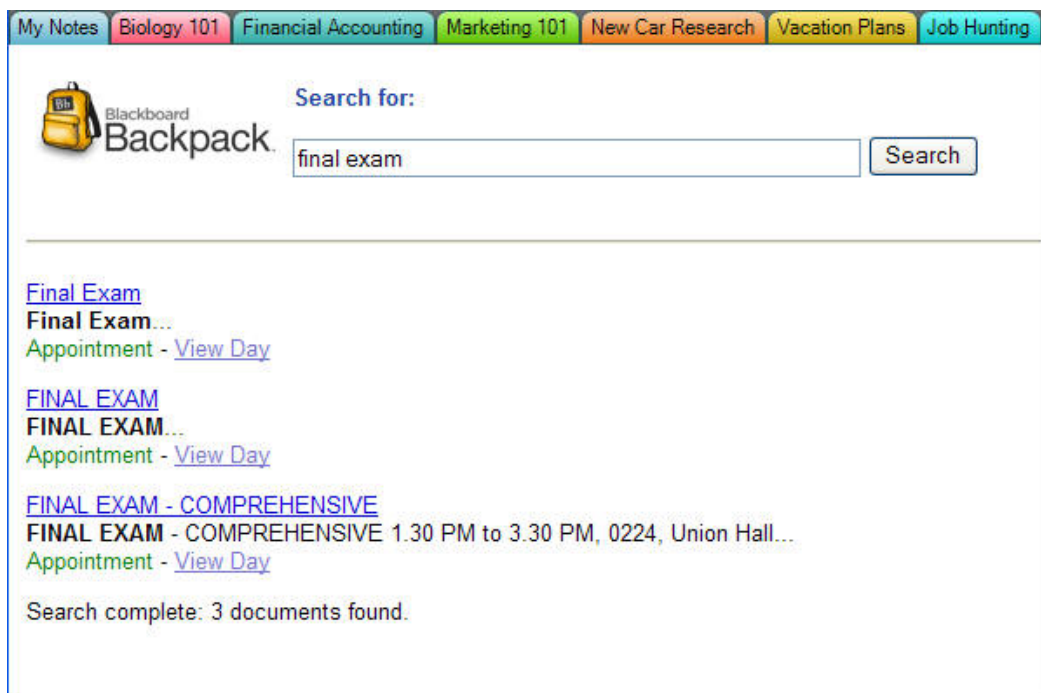 My Notes Biology 101 Financial Accounting Marketing 101 New Car Research Vacation Plans Job Hunting
Search for:
Bb
Blackboard
Backpack.
final exam Search
Final Exam
Final Exam...
Appointment - View Day
FINAL EXAM
FINAL EXAM...
Appointment - View Day
FINAL EXAM - COMPREHENSIVE
FINAL EXAM - COMPREHENSIVE 1.30 PM to 3.30 PM, 0224, Union Hall...
Appointment - View Day
Search complete: 3 documents found.